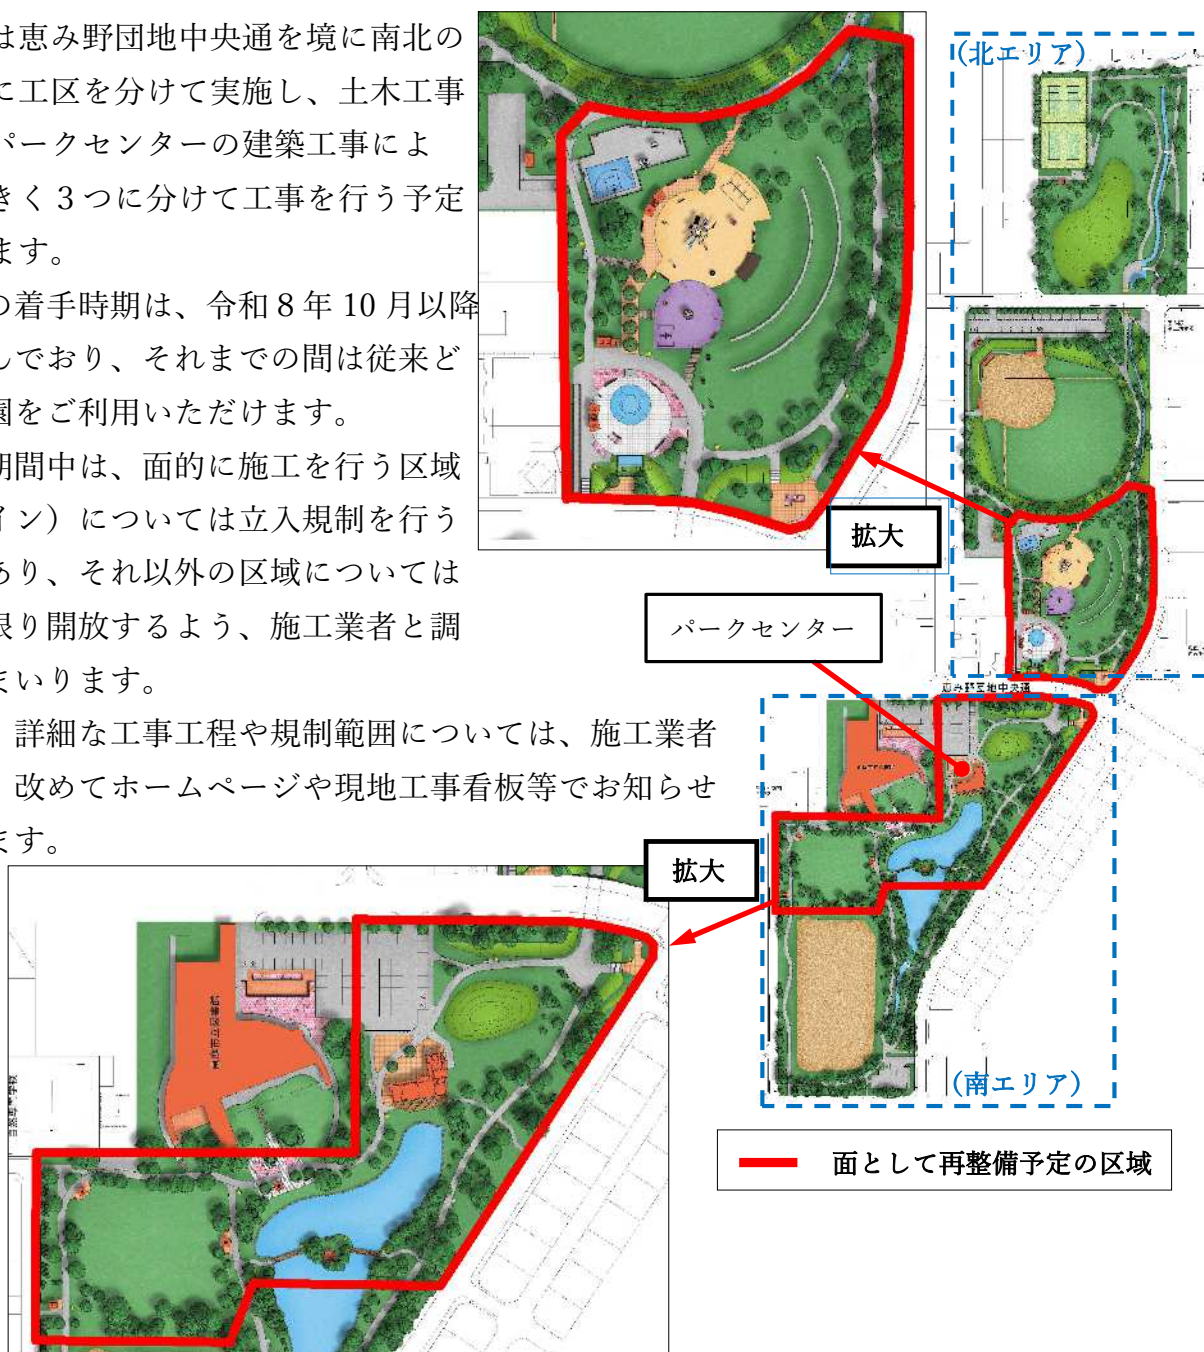 は恵み野団地中央通を境に南北の
に工区を分けて実施し、土木工事
パークセンターの建築工事によ
きく３つに分けて工事を行う予定
ます。
の着手時期は、令和８年 10 月以降
しており、それまでの間は従来ど
園をご利用いただけます。
期間中は、面的に施工を行う区域
イン）については立入規制を行う
あり、それ以外の区域については
限り開放するよう、施工業者と調
まいります。
詳細な工事工程や規制範囲については、施工業者
改めてホームページや現地工事看板等でお知らせ
ます。
(北エリア)
拡大
パークセンター
恵み野団地中央通
拡大
(南エリア)
面として再整備予定の区域